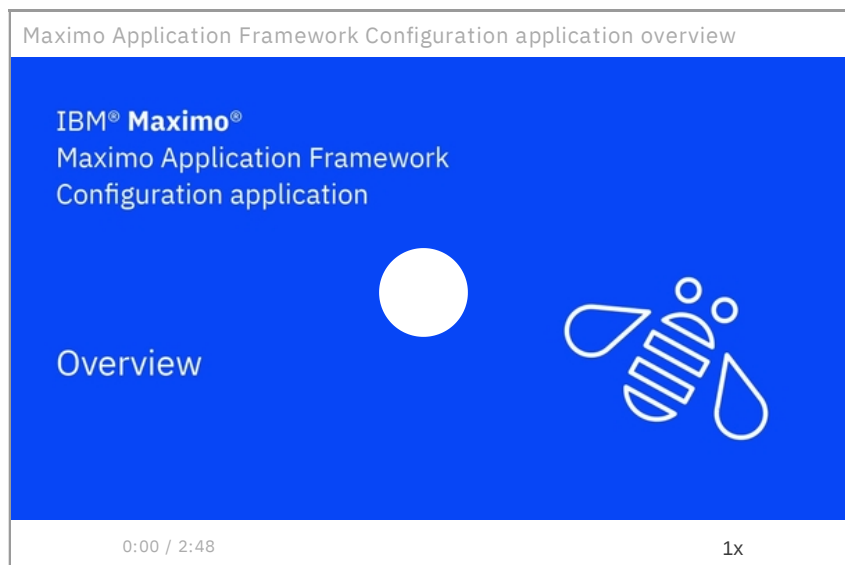 Maximo Application Framework Configuration application overview
IBM® Maximo®
Maximo Application Framework
Configuration application
Overview
0:00 / 2:48
1x